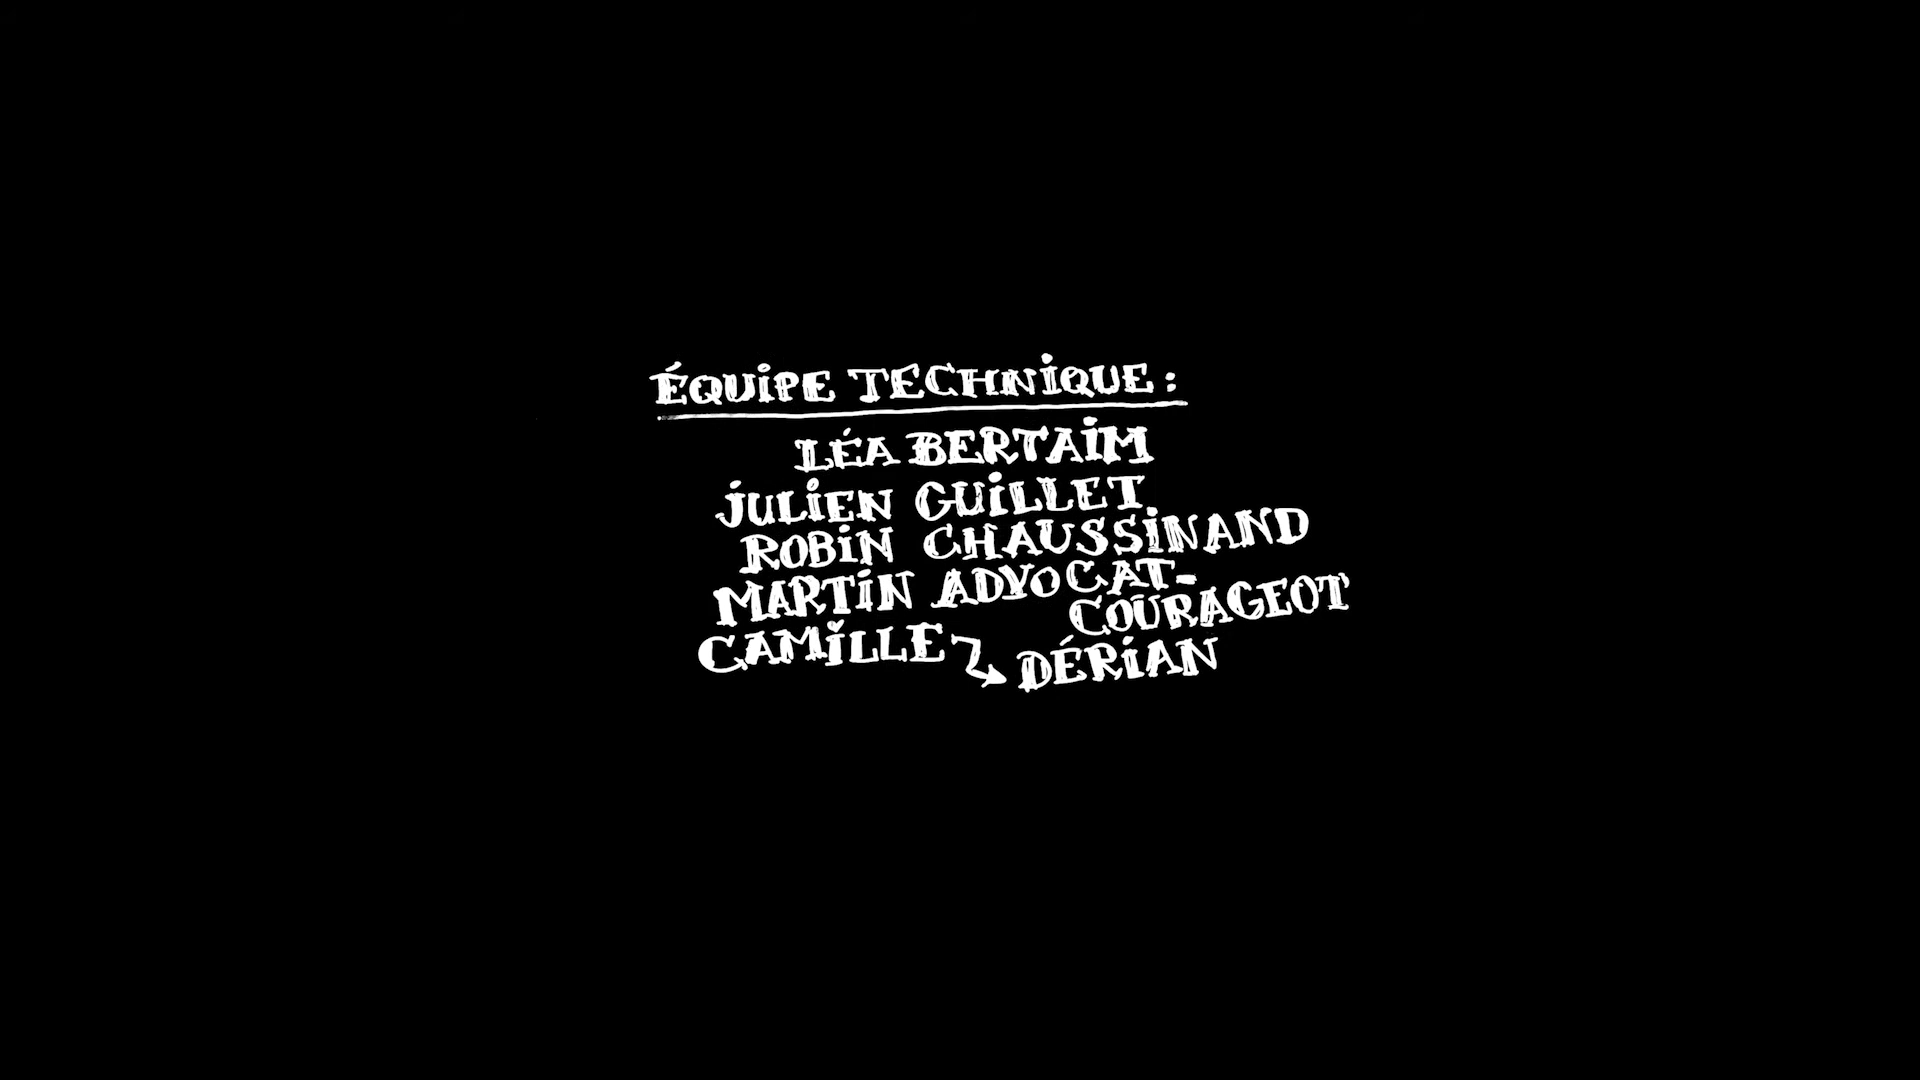 ÉQUIPE TECHNIQUE :
LÉA BERTAIM
JULIEN GUILLET
ROBIN CHAUSSINAND
MARTIN ADVOCAT-
COURAGEOT
CAMILLE DÉRIAN